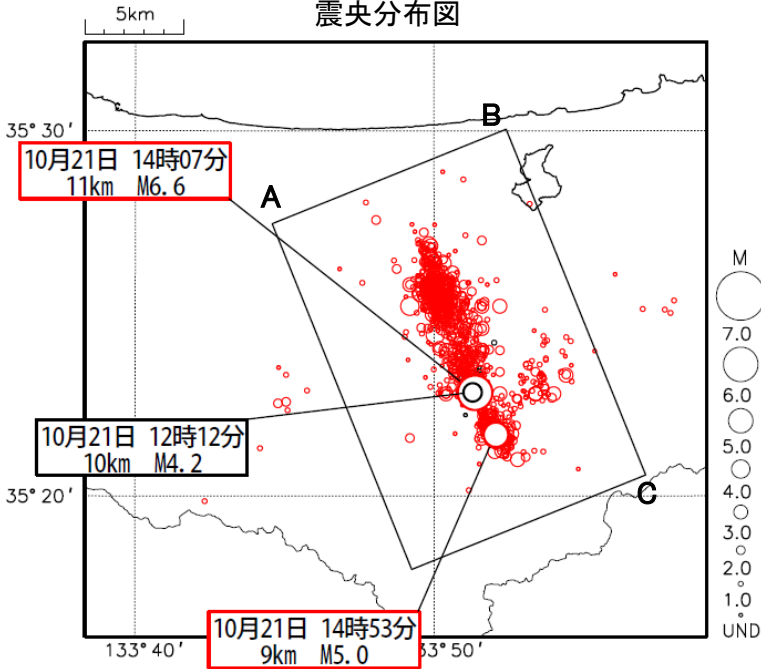 5km
震央分布図
35°30′
B
10月21日 14時07分
11km M6.6
A
M
7.0
6.0
10月21日 12時12分
10km M4.2
5.0
4.0
35°20′
C
3.0
2.0
1.0
10月21日 14時53分
9km M5.0
UND
133°40′
133°50′